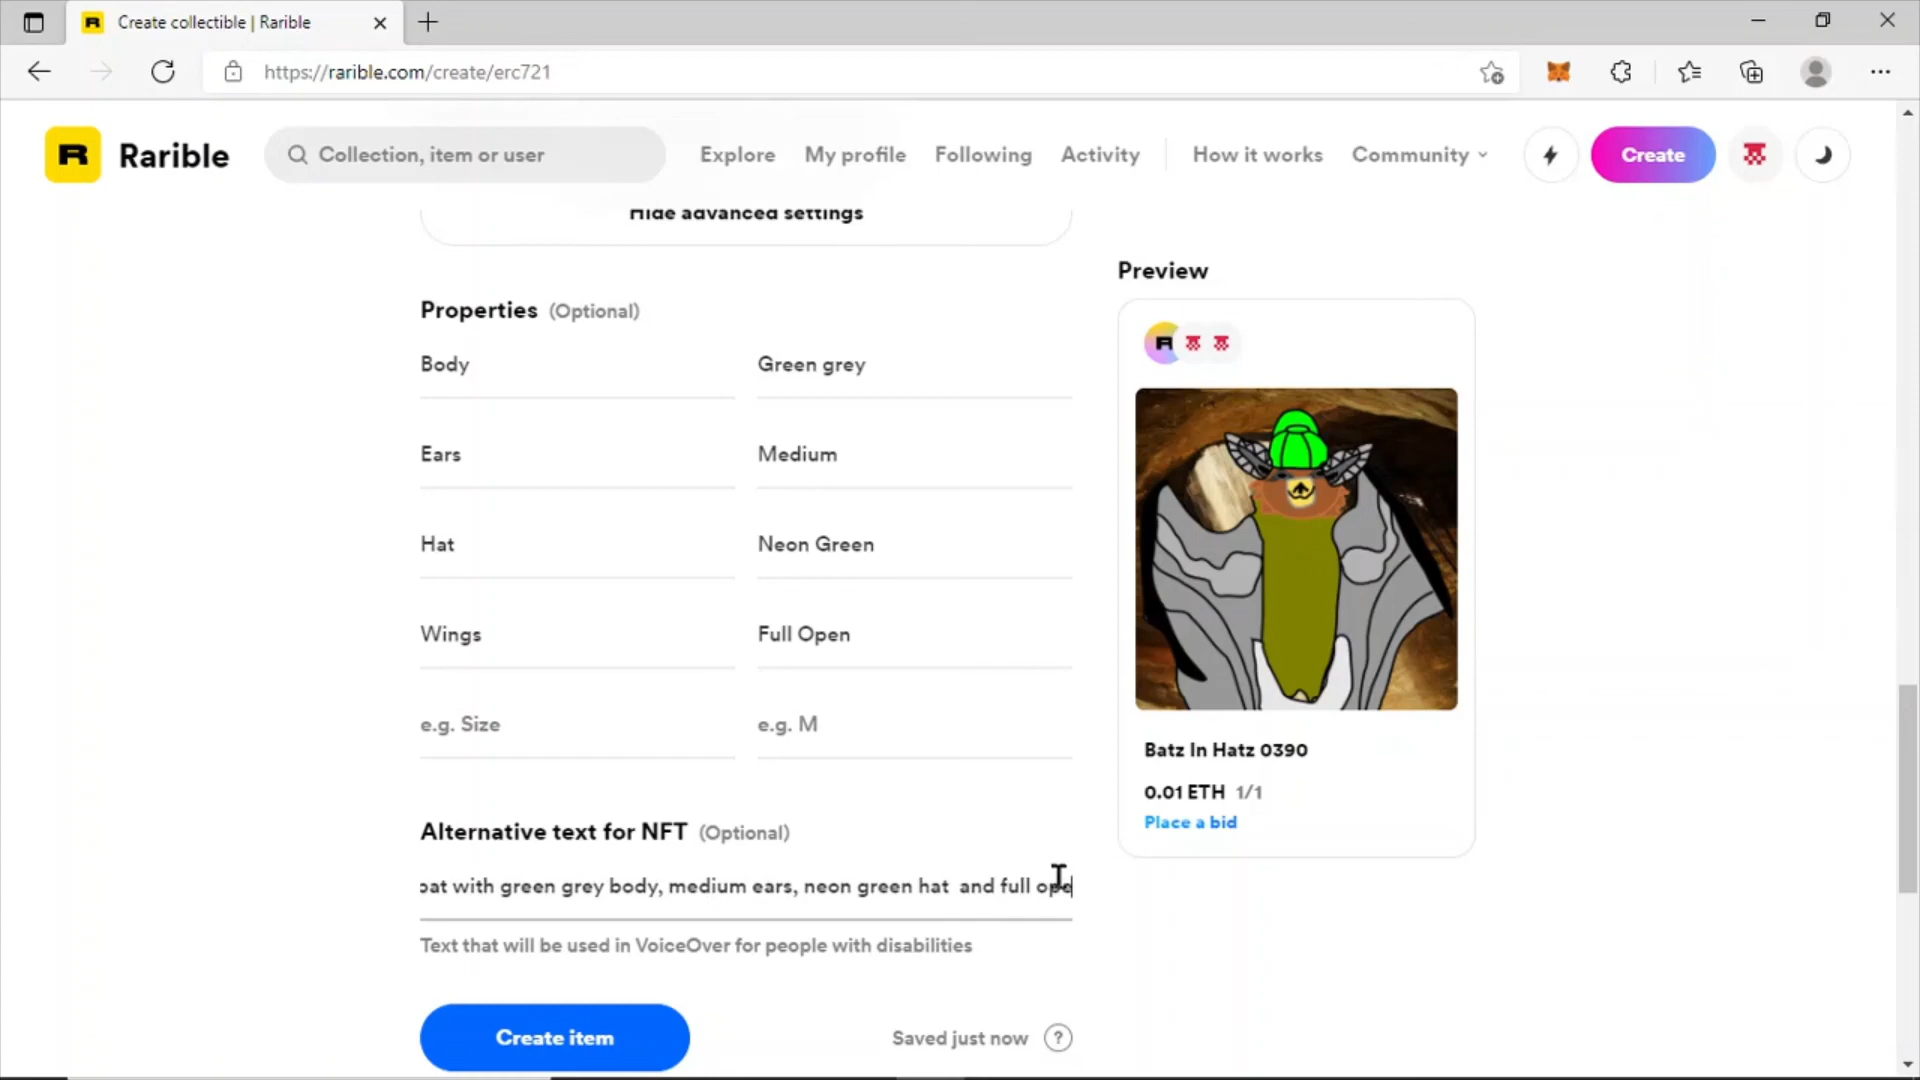 Create collectible | Rarible
https://rarible.com/create/erc721
R Rarible
Collection, item or user
Explore My profile Following Activity How it works Community
Create
Hide advanced settings
Properties (Optional)
Body Green grey
Ears Medium
Hat Neon Green
Wings Full Open
e.g. Size e.g. M
Alternative text for NFT (Optional)
with green grey body, medium ears, neon green hat and full
Text that will be used in VoiceOver for people with disabilities
Create item Saved just now ?
Preview
R
Batz In Hatz 0390
0.01 ETH 1/1
Place a bid